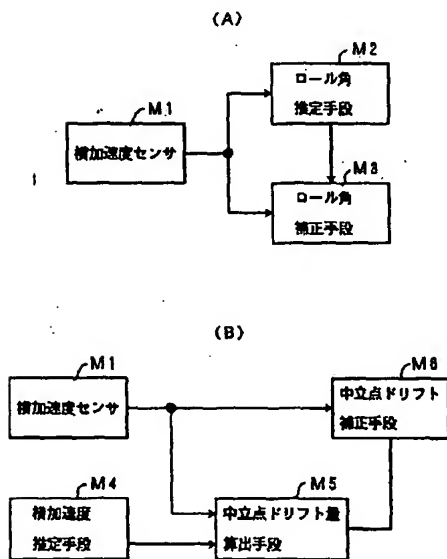 (A)
M2
ロール角
推定手段
M1
横加速度センサ
M3
ロール角
補正手段
(B)
M1
横加速度センサ
M6
中立点ドリフト
補正手段
M4
横加速度
推定手段
M5
中立点ドリフト量
算出手段